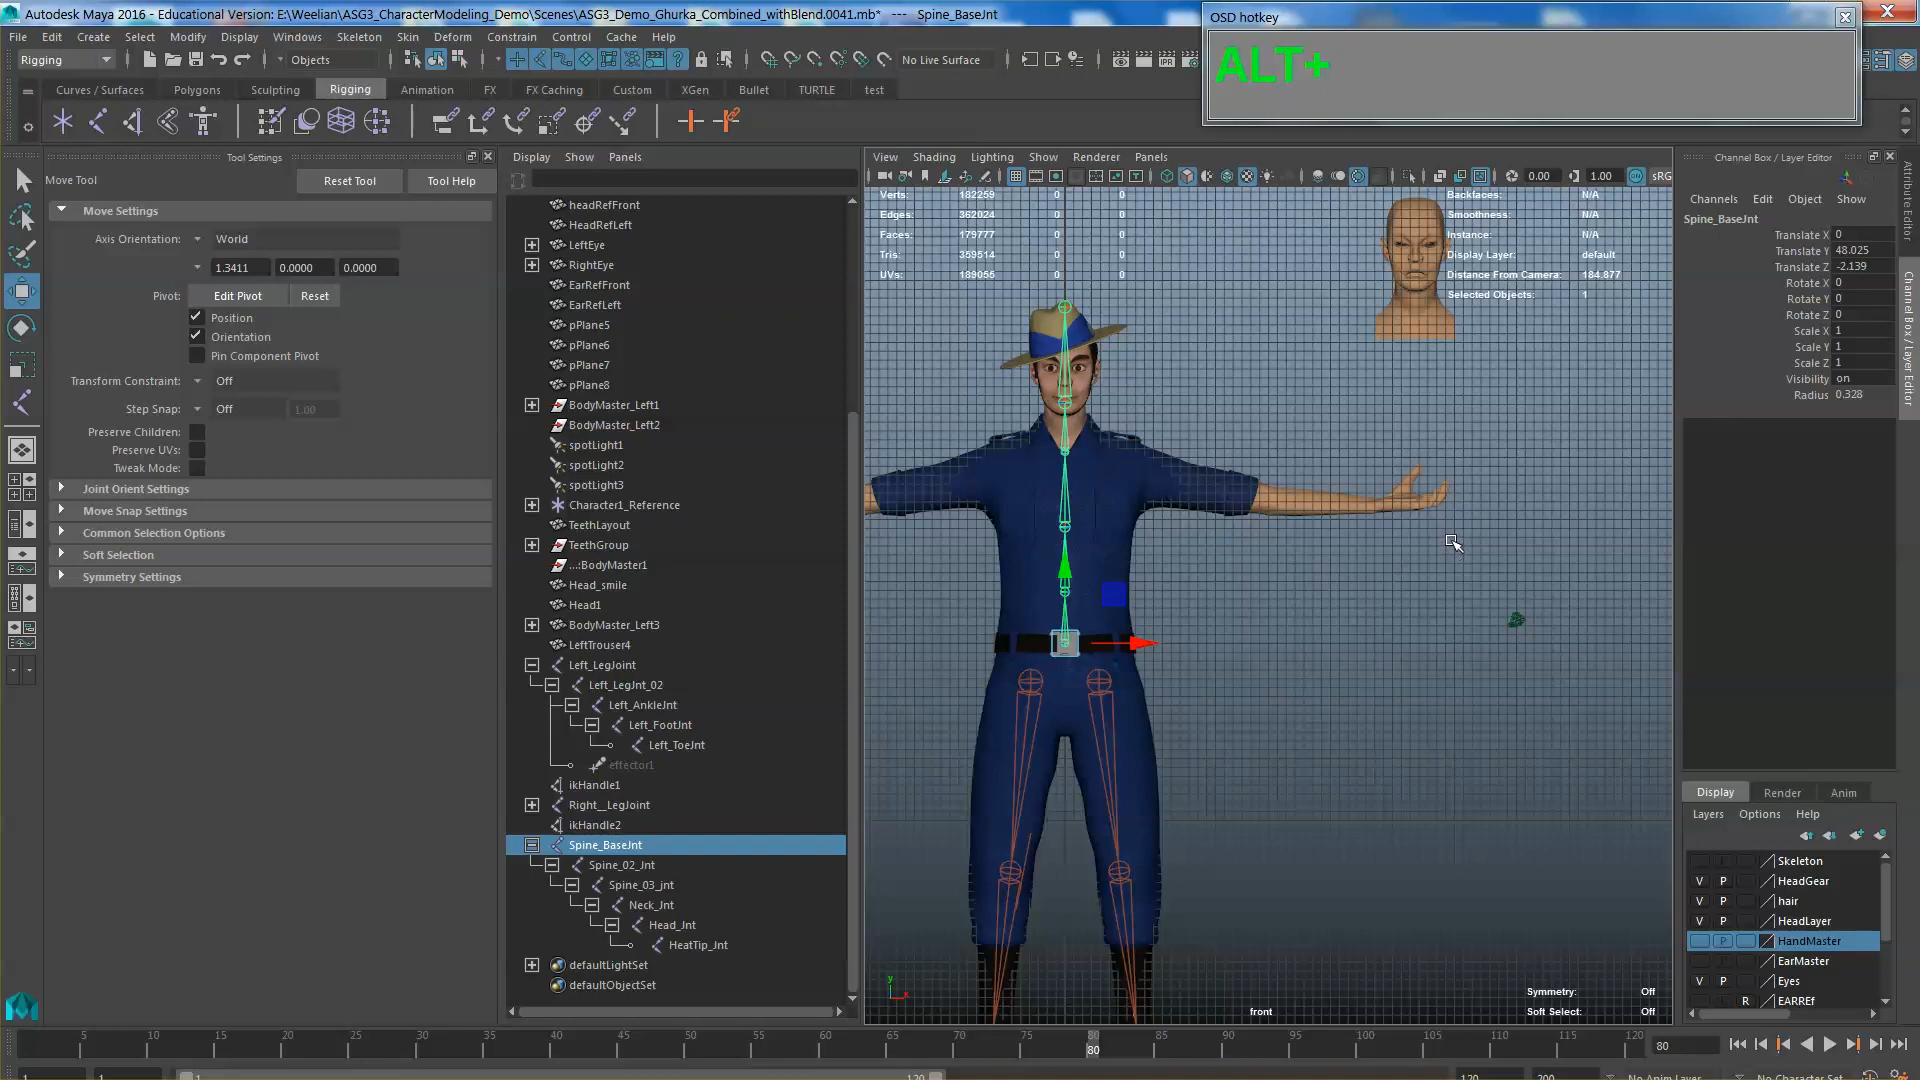 Autodesk Maya 2016 - Educational Version: E:\Weelian\ASG3_CharacterModeling_Demo\Scenes\ASG3_Demo_Ghurka_Combined_withBlend.0041.mb* --- Spine_BaseJnt
OSD hotkey
ALT+
File Edit Create Select Modify Display Windows Skeleton Skin Deform Constrain Control Cache Help
Rigging Objects No Live Surface
Curves / Surfaces Polygons Sculpting Rigging Animation FX FX Caching Custom XGen Bullet TURTLE test
Tool Settings
Move Tool Reset Tool Tool Help
Move Settings
Axis Orientation: World
1.3411 0.0000 0.0000
Pivot: Edit Pivot Reset
Position
Orientation
Pin Component Pivot
Transform Constraint: Off
Step Snap: Off 1.00
Preserve Children:
Preserve UVs:
Tweak Mode:
Joint Orient Settings
Move Snap Settings
Common Selection Options
Soft Selection
Symmetry Settings
Display Show Panels
headRefFront
HeadRefLeft
LeftEye
RightEye
EarRefFront
EarRefLeft
pPlane5
pPlane6
pPlane7
pPlane8
BodyMaster_Left1
BodyMaster_Left2
spotLight1
spotLight2
spotLight3
Character1_Reference
TeethLayout
TeethGroup
...:BodyMaster1
Head_smile
Head1
BodyMaster_Left3
LeftTrouser4
Left_LegJoint
Left_LegJnt_02
Left_AnkleJnt
Left_FootJnt
Left_ToeJnt
effector1
ikHandle1
Right__LegJoint
ikHandle2
Spine_BaseJnt
Spine_02_Jnt
Spine_03_jnt
Neck_Jnt
Head_Jnt
HeatTip_Jnt
defaultLightSet
defaultObjectSet
View Shading Lighting Show Renderer Panels
0.00 1.00 sRG
Verts: 182259 0 0
Edges: 362024 0 0
Faces: 179777 0 0
Tris: 359514 0 0
UVs: 189055 0 0
Backfaces: N/A
Smoothness: N/A
Instance: N/A
Display Layer: default
Distance From Camera: 184.877
Selected Objects: 1
y
x
front
Symmetry: Off
Soft Select: Off
Channel Box / Layer Editor
Channels Edit Object Show
Spine_BaseJnt
Translate X 0
Translate Y 48.025
Translate Z -2.139
Rotate X 0
Rotate Y 0
Rotate Z 0
Scale X 1
Scale Y 1
Scale Z 1
Visibility on
Radius 0.328
Attribute Editor
Channel Box / Layer Editor
Display Render Anim
Layers Options Help
Skeleton
V P HeadGear
V P hair
V P HeadLayer
P HandMaster
EarMaster
V P Eyes
R EARREf
5 10 15 20 25 30 35 40 45 50 55 60 65 70 75 80 85 90 95 100 105 110 115 120
80
80
1 1 1 120 120 200 No Anim Layer No Character Set